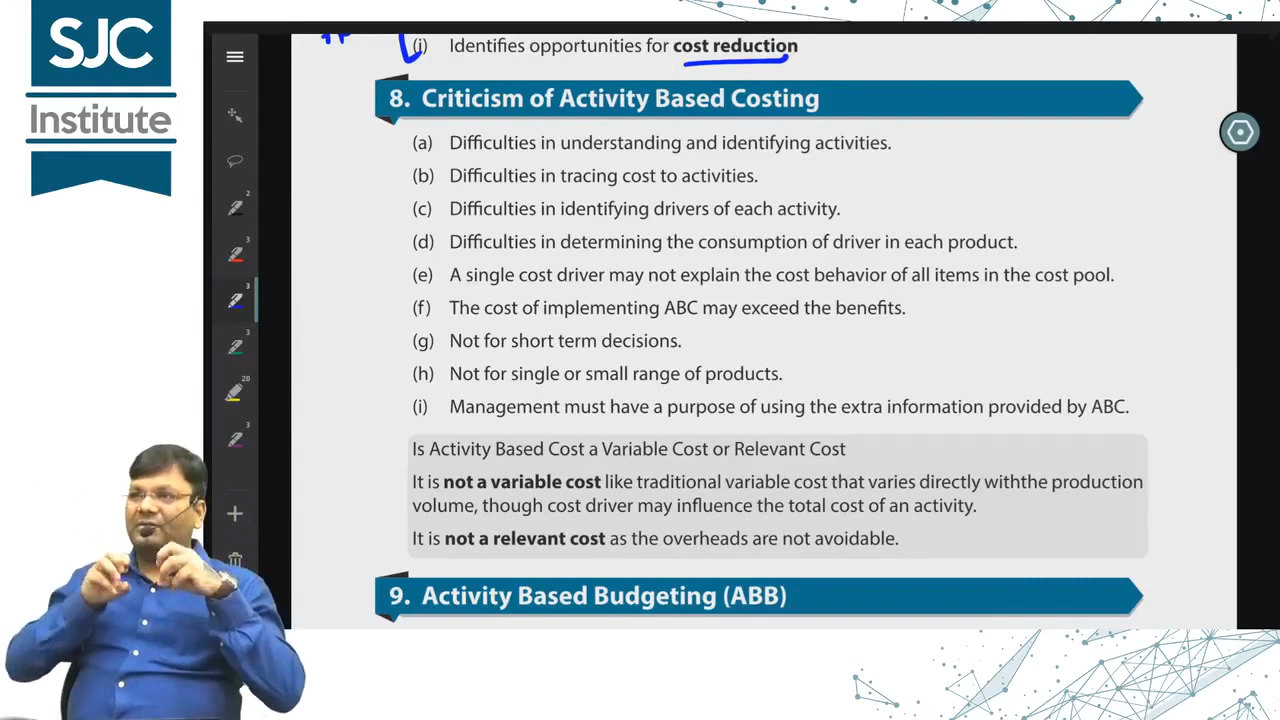 SJC
Institute
(j) Identifies opportunities for cost reduction
8. Criticism of Activity Based Costing
(a) Difficulties in understanding and identifying activities.
(b) Difficulties in tracing cost to activities.
(c) Difficulties in identifying drivers of each activity.
(d) Difficulties in determining the consumption of driver in each product.
(e) A single cost driver may not explain the cost behavior of all items in the cost pool.
(f) The cost of implementing ABC may exceed the benefits.
(g) Not for short term decisions.
(h) Not for single or small range of products.
(i) Management must have a purpose of using the extra information provided by ABC.
Is Activity Based Cost a Variable Cost or Relevant Cost
It is not a variable cost like traditional variable cost that varies directly withthe production
volume, though cost driver may influence the total cost of an activity.
It is not a relevant cost as the overheads are not avoidable.
9. Activity Based Budgeting (ABB)
2
3
3
3
20
3